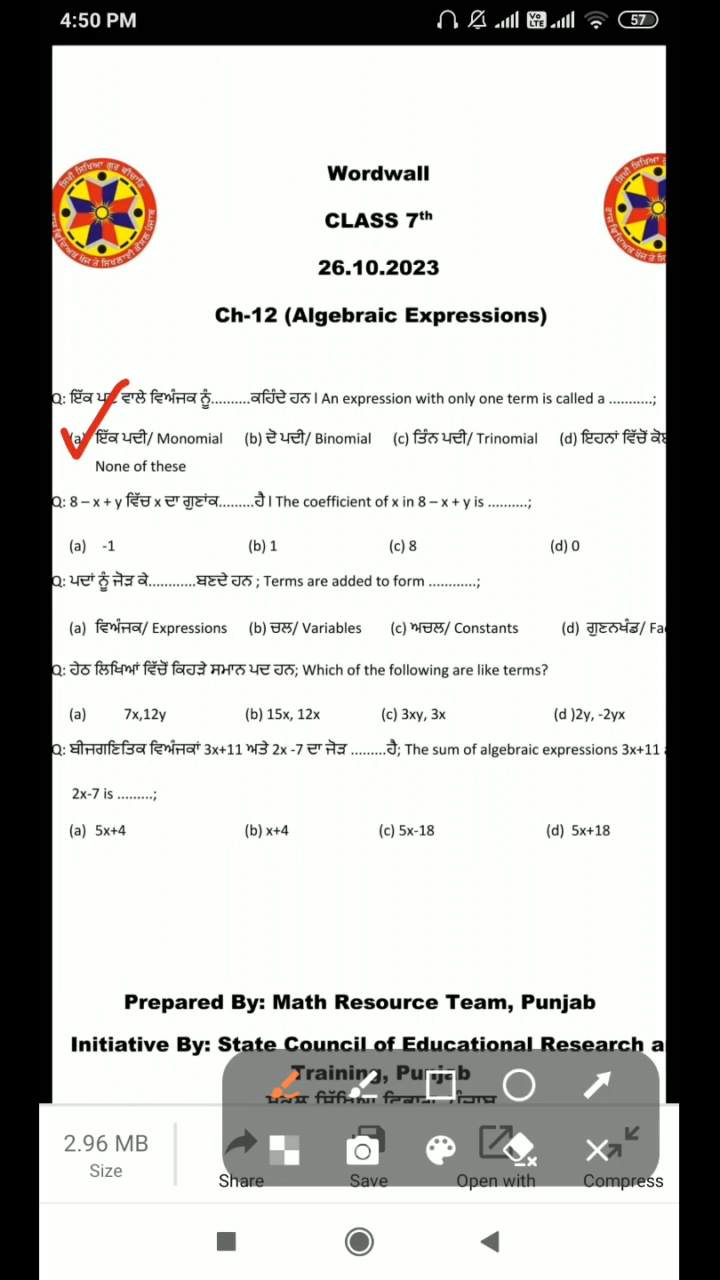 4:50 PM
Vo LTE
57
Wordwall
CLASS 7th
26.10.2023
Ch-12 (Algebraic Expressions)
Q: ਇੱਕ ਪਦ ਵਾਲੇ ਵਿਅੰਜਕ ਨੂੰ..........ਕਹਿੰਦੇ ਹਨ l An expression with only one term is called a ...........;
(a) ਇੱਕ ਪਦੀ/ Monomial (b) ਦੋ ਪਦੀ/ Binomial (c) ਤਿੰਨ ਪਦੀ/ Trinomial (d) ਇਹਨਾਂ ਵਿੱਚੋਂ
None of these
Q: 8 – x + y ਵਿੱਚ x ਦਾ ਗੁਣਾਂਕ.........ਹੈ l The coefficient of x in 8 – x + y is ..........;
(a) -1 (b) 1 (c) 8 (d) 0
Q: ਪਦਾਂ ਨੂੰ ਜੋੜ ਕੇ............ਬਣਦੇ ਹਨ ; Terms are added to form ............;
(a) ਵਿਅੰਜਕ/ Expressions (b) ਚਲ/ Variables (c) ਅਚਲ/ Constants (d) ਗੁਣਨਖੰਡ/
Q: ਹੇਠ ਲਿਖਿਆਂ ਵਿੱਚੋਂ ਕਿਹੜੇ ਸਮਾਨ ਪਦ ਹਨ; Which of the following are like terms?
(a) 7x,12y (b) 15x, 12x (c) 3xy, 3x (d )2y, -2yx
Q: ਬੀਜਗਣਿਤਿਕ ਵਿਅੰਜਕਾਂ 3x+11 ਅਤੇ 2x -7 ਦਾ ਜੋੜ .........ਹੈ; The sum of algebraic expressions 3x+11
2x-7 is .........;
(a) 5x+4 (b) x+4 (c) 5x-18 (d) 5x+18
Prepared By: Math Resource Team, Punjab
Initiative By: State Council of Educational Research a
Training, Punjab
2.96 MB
Size
Share Save Open with Compress